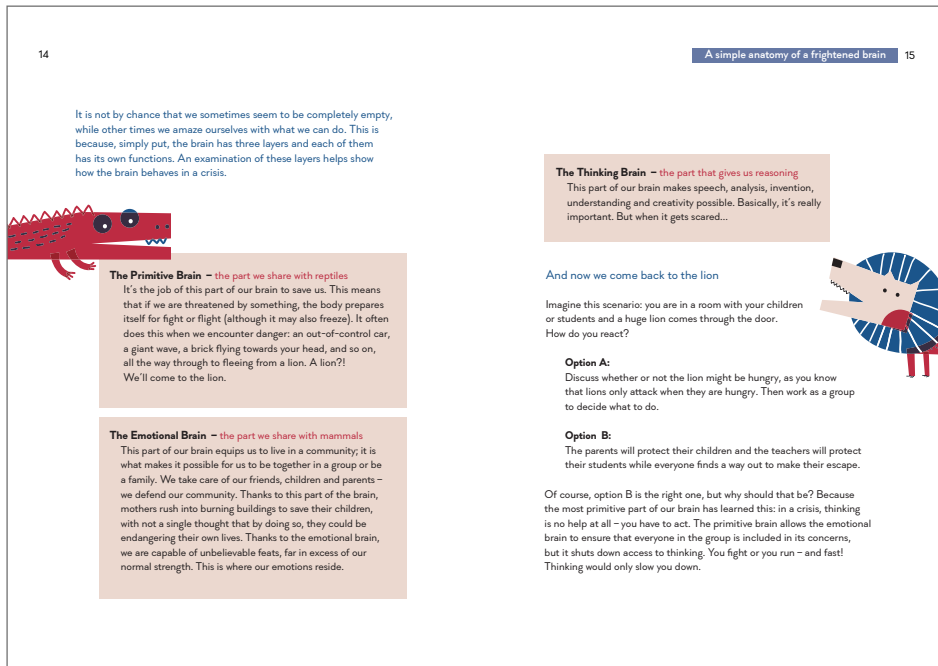 14
It is not by chance that we sometimes seem to be completely empty,
while other times we amaze ourselves with what we can do. This is
because, simply put, the brain has three layers and each of them
has its own functions. An examination of these layers helps show
how the brain behaves in a crisis.
The Primitive Brain – the part we share with reptiles
It's the job of this part of our brain to save us. This means
that if we are threatened by something, the body prepares
itself for fight or flight (although it may also freeze). It often
does this when we encounter danger: an out-of-control car,
a giant wave, a brick flying towards your head, and so on,
all the way through to fleeing from a lion. A lion?!
We'll come to the lion.
The Emotional Brain – the part we share with mammals
This part of our brain equips us to live in a community; it is
what makes it possible for us to be together in a group or be
a family. We take care of our friends, children and parents –
we defend our community. Thanks to this part of the brain,
mothers rush into burning buildings to save their children,
with not a single thought that by doing so, they could be
endangering their own lives. Thanks to the emotional brain,
we are capable of unbelievable feats, far in excess of our
normal strength. This is where our emotions reside.
A simple anatomy of a frightened brain 15
The Thinking Brain – the part that gives us reasoning
This part of our brain makes speech, analysis, invention,
understanding and creativity possible. Basically, it's really
important. But when it gets scared...
And now we come back to the lion
Imagine this scenario: you are in a room with your children
or students and a huge lion comes through the door.
How do you react?
Option A:
Discuss whether or not the lion might be hungry, as you know
that lions only attack when they are hungry. Then work as a group
to decide what to do.
Option B:
The parents will protect their children and the teachers will protect
their students while everyone finds a way out to make their escape.
Of course, option B is the right one, but why should that be? Because
the most primitive part of our brain has learned this: in a crisis, thinking
is no help at all – you have to act. The primitive brain allows the emotional
brain to ensure that everyone in the group is included in its concerns,
but it shuts down access to thinking. You fight or you run – and fast!
Thinking would only slow you down.